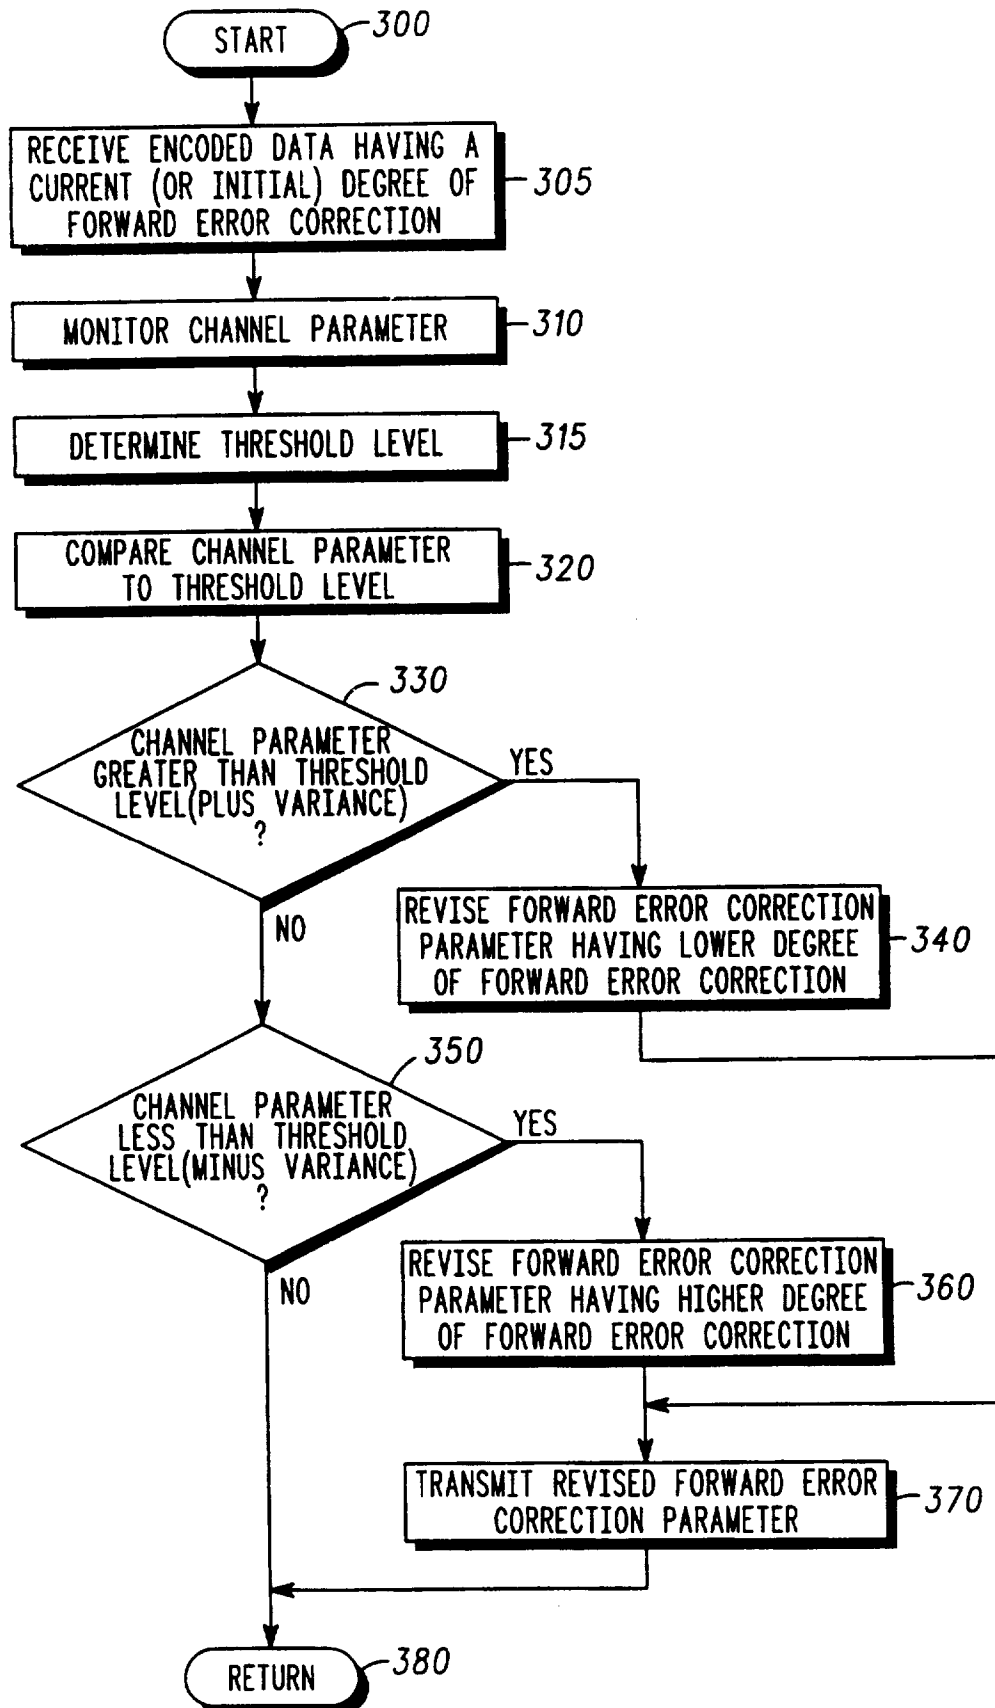 START
300
RECEIVE ENCODED DATA HAVING A
CURRENT (OR INITIAL) DEGREE OF
FORWARD ERROR CORRECTION
305
MONITOR CHANNEL PARAMETER
310
DETERMINE THRESHOLD LEVEL
315
COMPARE CHANNEL PARAMETER
TO THRESHOLD LEVEL
320
330
CHANNEL PARAMETER
GREATER THAN THRESHOLD
LEVEL(PLUS VARIANCE)
?
YES
NO
REVISE FORWARD ERROR CORRECTION
PARAMETER HAVING LOWER DEGREE
OF FORWARD ERROR CORRECTION
340
350
CHANNEL PARAMETER
LESS THAN THRESHOLD
LEVEL(MINUS VARIANCE)
?
YES
NO
REVISE FORWARD ERROR CORRECTION
PARAMETER HAVING HIGHER DEGREE
OF FORWARD ERROR CORRECTION
360
TRANSMIT REVISED FORWARD ERROR
CORRECTION PARAMETER
370
RETURN
380